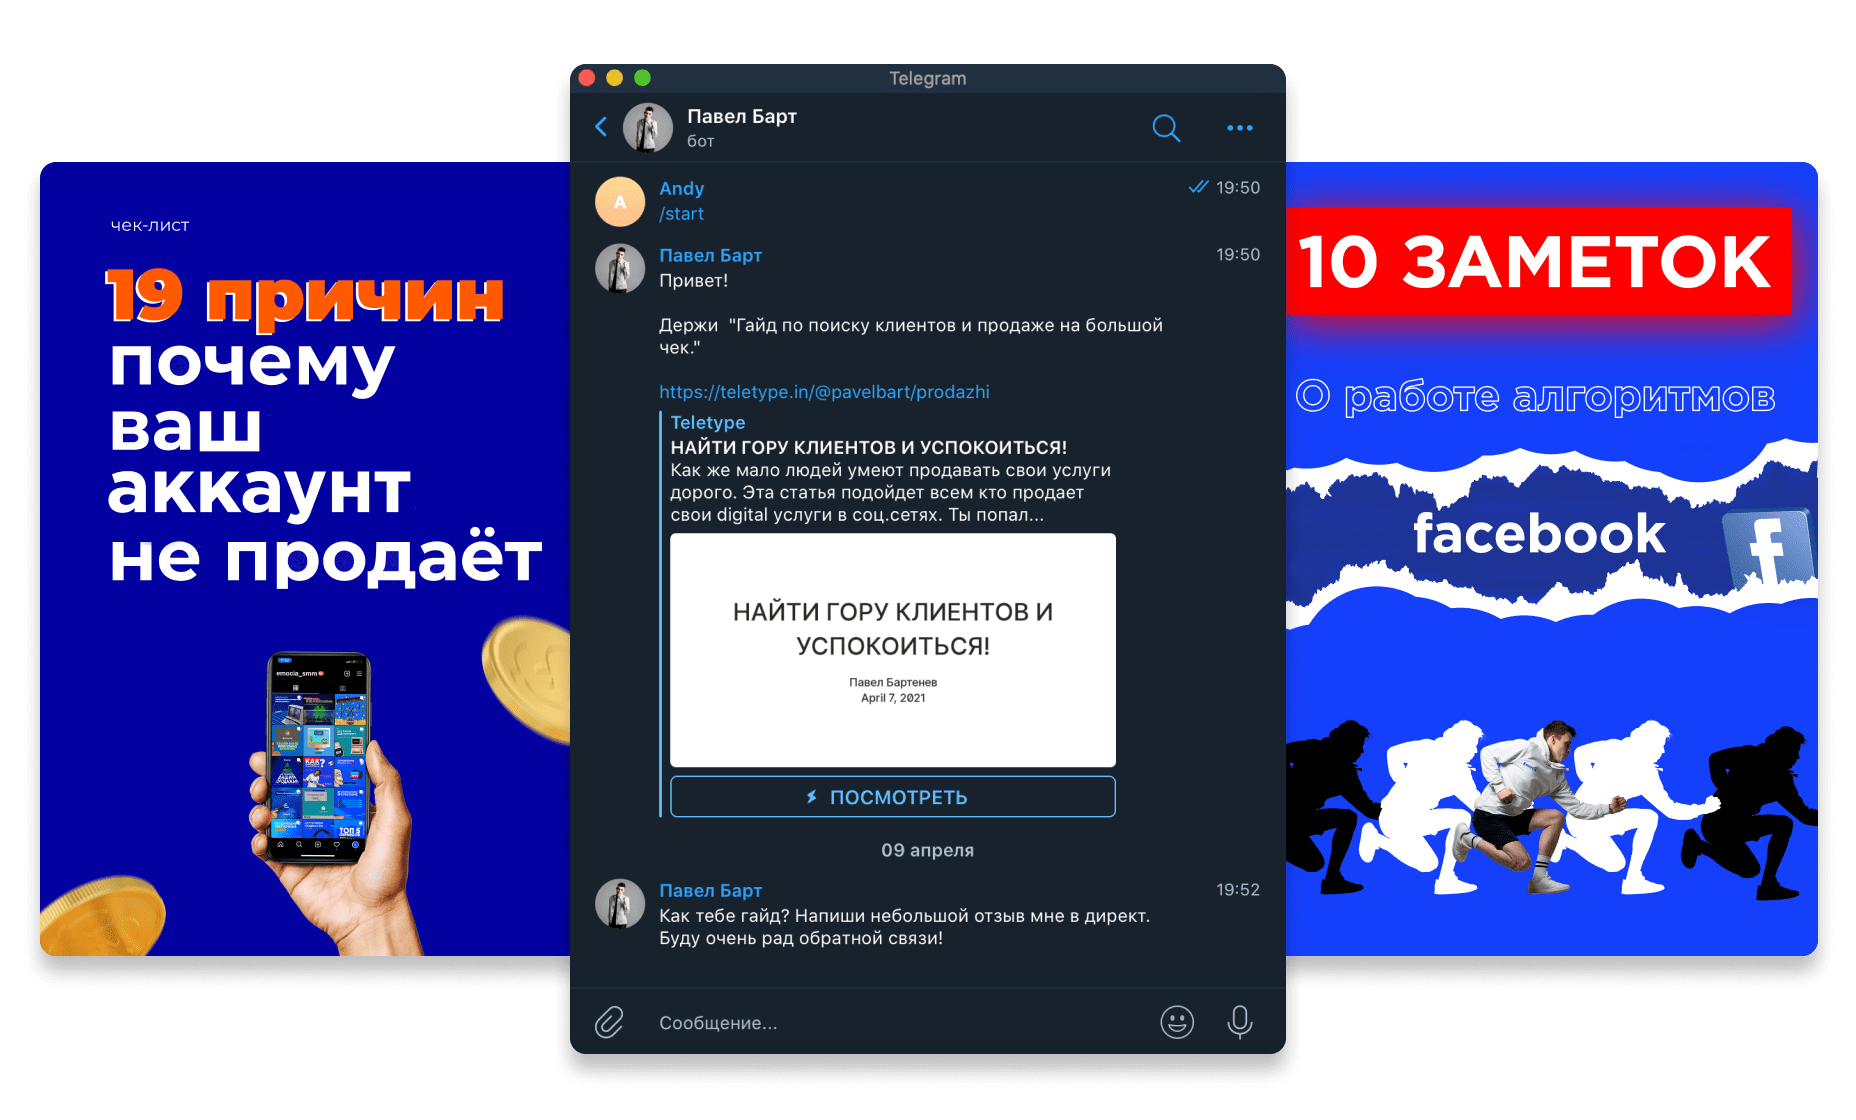 чек-лист
19 причин
почему
ваш
аккаунт
не продаёт
emocia_smm
КАК
ТОП 5
Telegram
Павел Барт
бот
Andy
19:50
/start
Павел Барт
19:50
Привет!
Держи "Гайд по поиску клиентов и продаже на большой
чек."
https://teletype.in/@pavelbart/prodazhi
Teletype
НАЙТИ ГОРУ КЛИЕНТОВ И УСПОКОИТЬСЯ!
Как же мало людей умеют продавать свои услуги
дорого. Эта статья подойдет всем кто продает
свои digital услуги в соц.сетях. Ты попал...
НАЙТИ ГОРУ КЛИЕНТОВ И
УСПОКОИТЬСЯ!
Павел Бартенев
April 7, 2021
ПОСМОТРЕТЬ
09 апреля
Павел Барт
19:52
Как тебе гайд? Напиши небольшой отзыв мне в директ.
Буду очень рад обратной связи!
Сообщение...
10 ЗАМЕТОК
О работе алгоритмов
facebook